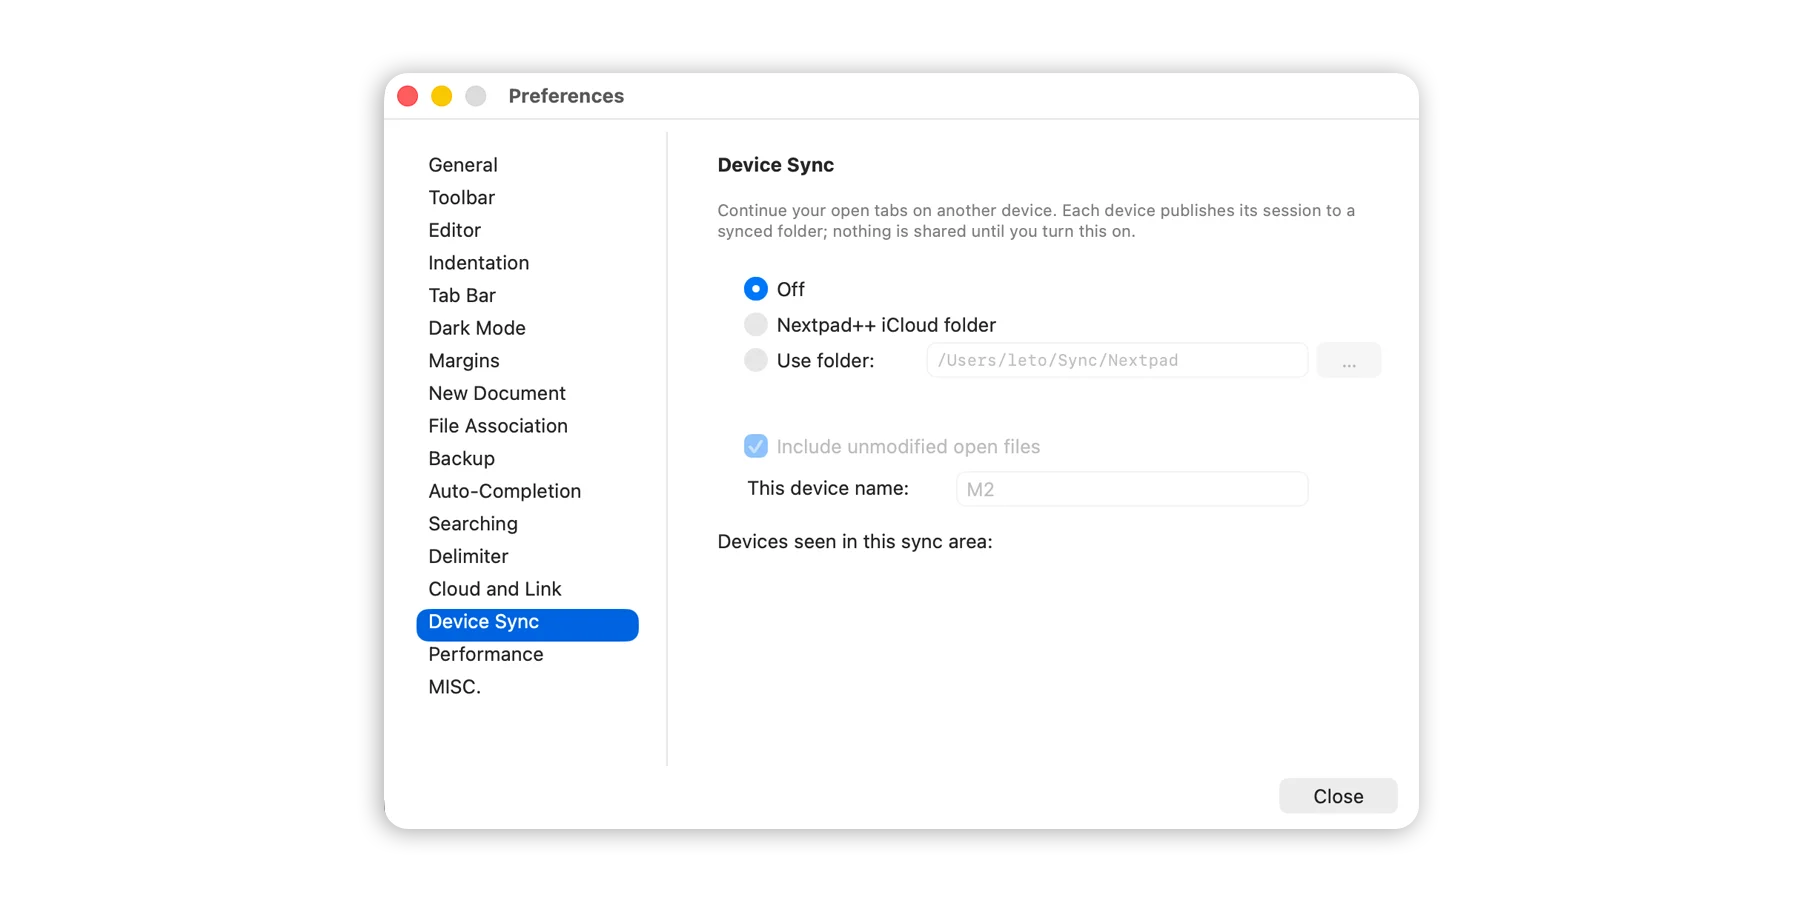 Preferences
General
Toolbar
Editor
Indentation
Tab Bar
Dark Mode
Margins
New Document
File Association
Backup
Auto-Completion
Searching
Delimiter
Cloud and Link
Device Sync
Performance
MISC.
Device Sync
Continue your open tabs on another device. Each device publishes its session to a
synced folder; nothing is shared until you turn this on.
Off
Nextpad++ iCloud folder
Use folder: /Users/leto/Sync/Nextpad ...
Include unmodified open files
This device name: M2
Devices seen in this sync area:
Close